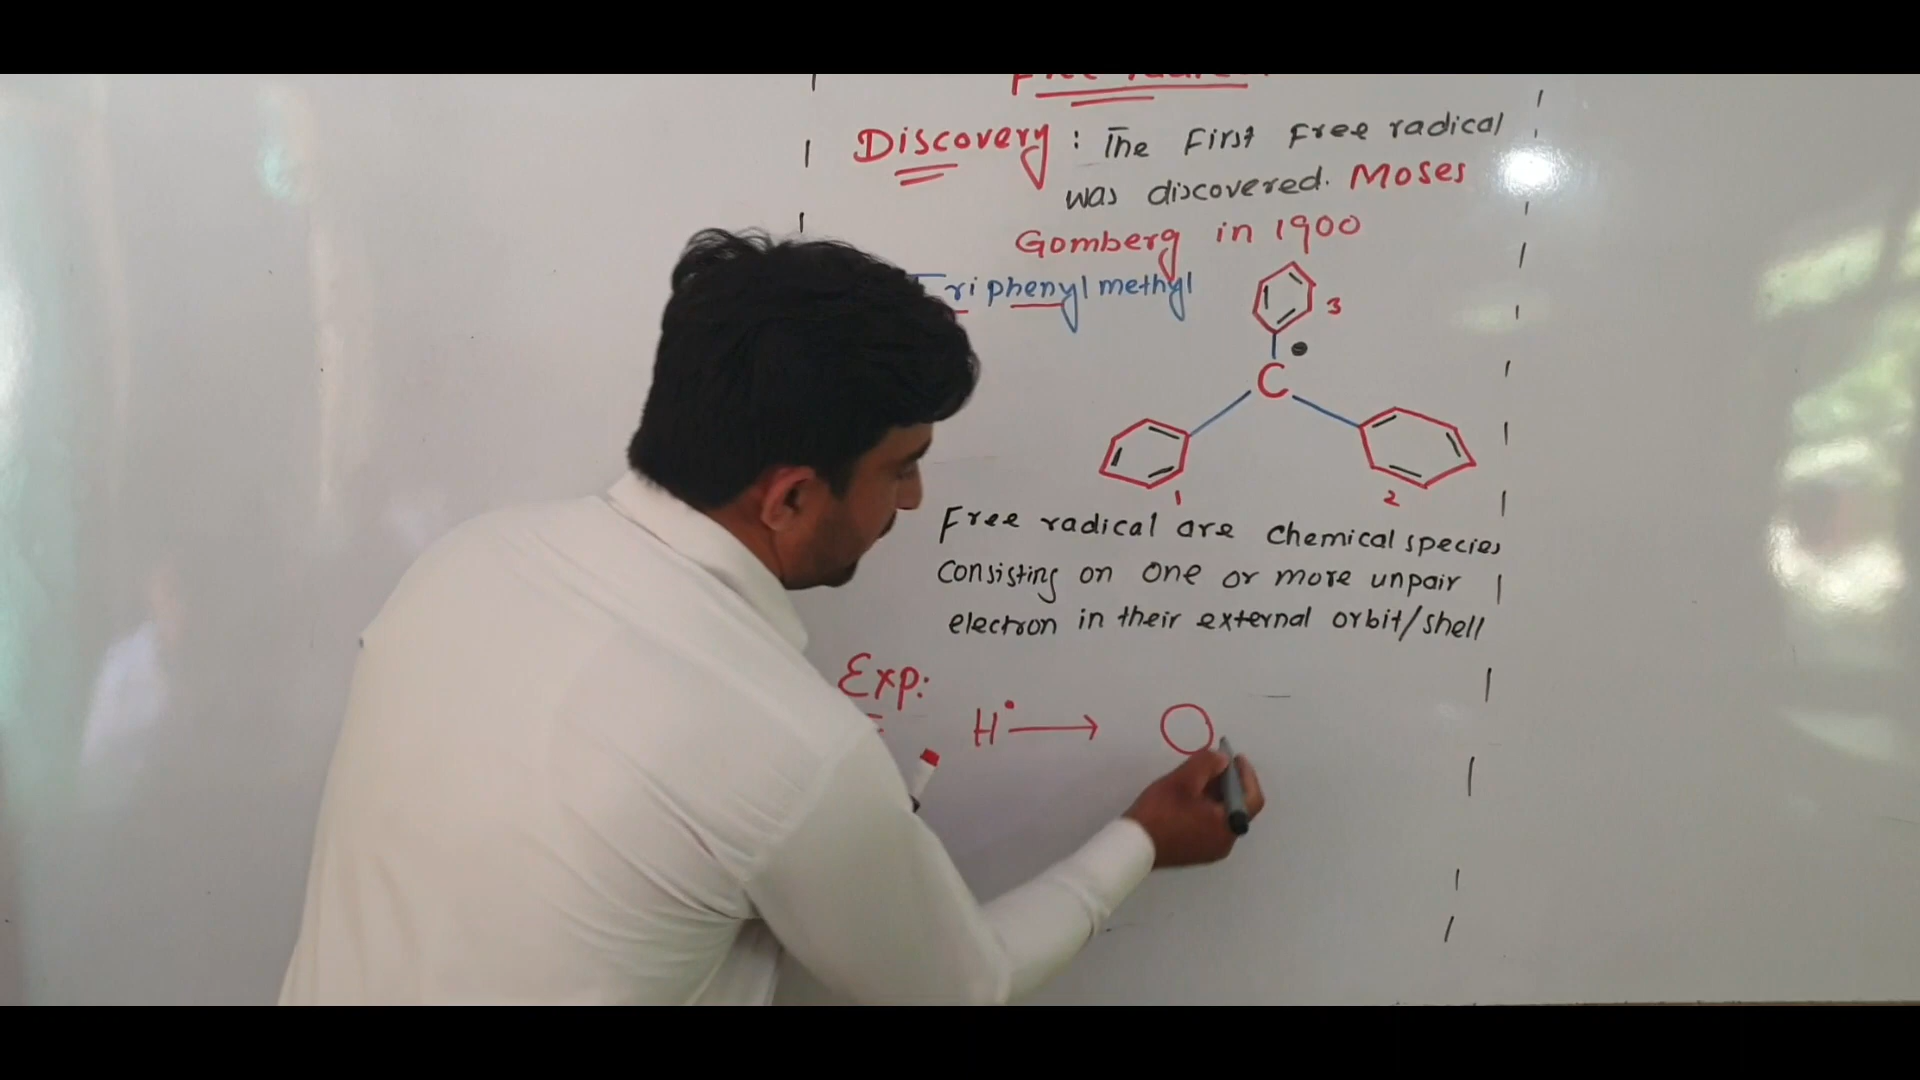 Discovery : The First Free radical
was discovered. Moses
Gomberg in 1900
Triphenyl methyl
3
C
1
2
Free radical are chemical species
Consisting on one or more unpair
electron in their external orbit/shell
Exp:
H• →